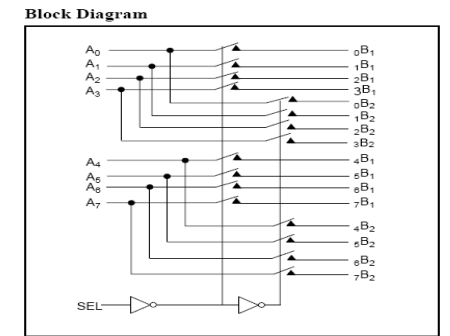 Block Diagram
A0
A1
A2
A3
0B1
1B1
2B1
3B1
0B2
1B2
2B2
3B2
A4
A5
A6
A7
4B1
5B1
6B1
7B1
4B2
5B2
6B2
7B2
SEL